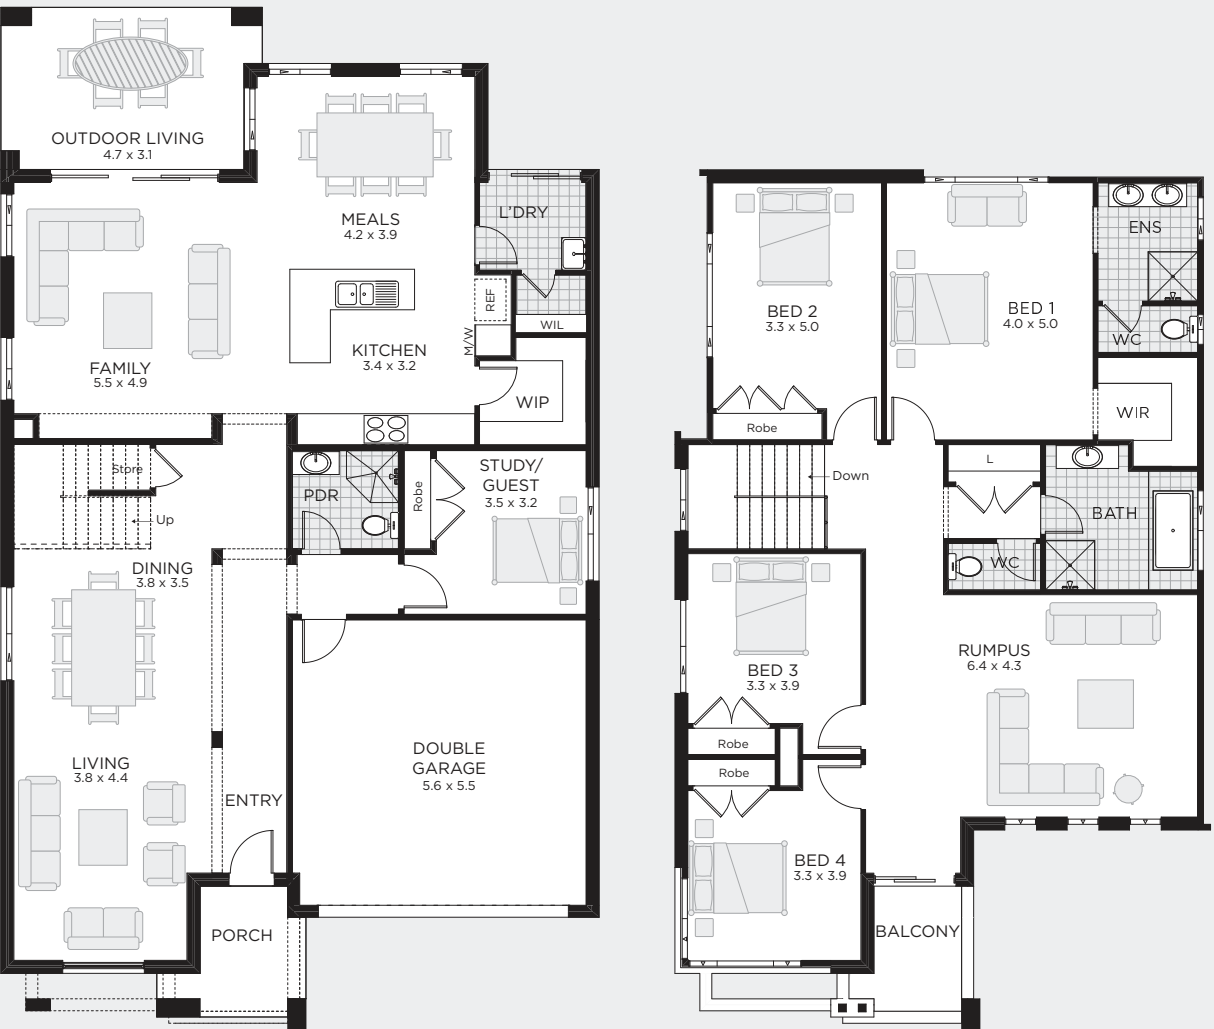 OUTDOOR LIVING
4.7 x 3.1
MEALS
4.2 x 3.9
L'DRY
REF
WIL
M/W
KITCHEN
3.4 x 3.2
FAMILY
5.5 x 4.9
WIP
Store
Up
PDR
Robe
STUDY/
GUEST
3.5 x 3.2
DINING
3.8 x 3.5
LIVING
3.8 x 4.4
ENTRY
DOUBLE
GARAGE
5.6 x 5.5
PORCH
BED 2
3.3 x 5.0
BED 1
4.0 x 5.0
ENS
WC
WIR
Robe
Down
L
BATH
WC
RUMPUS
6.4 x 4.3
BED 3
3.3 x 3.9
Robe
Robe
BED 4
3.3 x 3.9
BALCONY